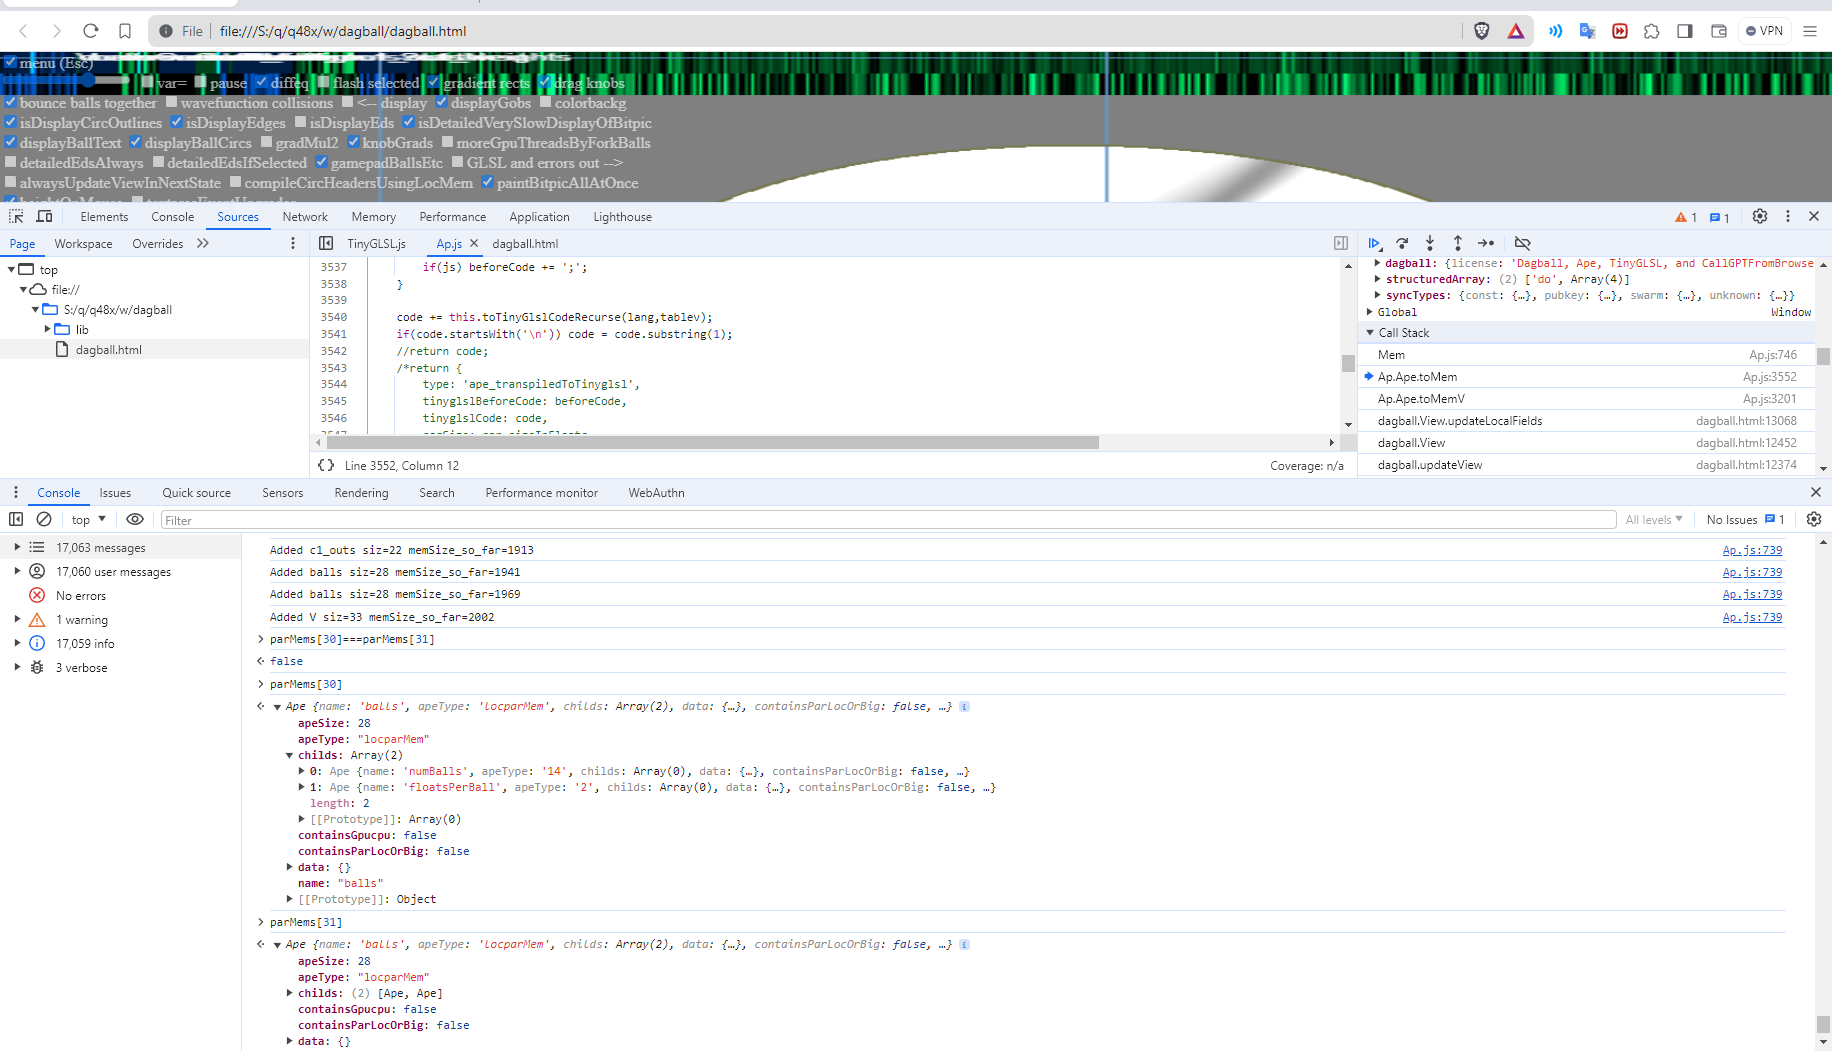 File file:///S:/q/q48x/w/dagball/dagball.html VPN
menu (Esc)
var= pause diffeq flash selected gradient rects drag knobs
bounce balls together wavefunction collisions <-- display displayGobs colorbackg
isDisplayCircOutlines isDisplayEdges isDisplayEds isDetailedVerySlowDisplayOfBitpic
displayBallText displayBallCircs gradMul2 knobGrads moreGpuThreadsByForkBalls
detailedEdsAlways detailedEdsIfSelected gamepadBallsEtc GLSL and errors out -->
alwaysUpdateViewInNextState compileCircHeadersUsingLocMem paintBitpicAllAtOnce
Elements Console Sources Network Memory Performance Application Lighthouse 1 1
Page Workspace Overrides TinyGLSL.js Ap.js dagball.html
top
file://
S:/q/q48x/w/dagball
lib
dagball.html
3537 if(js) beforeCode += ';';
3538 }
3539
3540 code += this.toTinyGlslCodeRecurse(lang,tablev);
3541 if(code.startsWith('\n')) code = code.substring(1);
3542 //return code;
3543 /*return {
3544 type: 'ape_transpiledToTinyglsl',
3545 tinyglslBeforeCode: beforeCode,
3546 tinyglslCode: code,
{} Line 3552, Column 12 Coverage: n/a
dagball: {license: 'Dagball, Ape, TinyGLSL, and CallGPTFromBrowse
structuredArray: (2) ['do', Array(4)]
syncTypes: {const: {…}, pubkey: {…}, swarm: {…}, unknown: {…}}
Global Window
Call Stack
Mem Ap.js:746
Ap.Ape.toMem Ap.js:3552
Ap.Ape.toMemV Ap.js:3201
dagball.View.updateLocalFields dagball.html:13068
dagball.View dagball.html:12452
dagball.updateView dagball.html:12374
Console Issues Quick source Sensors Rendering Search Performance monitor WebAuthn
top Filter All levels No Issues 1
17,063 messages
17,060 user messages
No errors
1 warning
17,059 info
3 verbose
Added c1_outs siz=22 memSize_so_far=1913 Ap.js:739
Added balls siz=28 memSize_so_far=1941 Ap.js:739
Added balls siz=28 memSize_so_far=1969 Ap.js:739
Added V siz=33 memSize_so_far=2002 Ap.js:739
parMems[30]===parMems[31]
false
parMems[30]
Ape {name: 'balls', apeType: 'locparMem', childs: Array(2), data: {…}, containsParLocOrBig: false, …}
apeSize: 28
apeType: "locparMem"
childs: Array(2)
0: Ape {name: 'numBalls', apeType: '14', childs: Array(0), data: {…}, containsParLocOrBig: false, …}
1: Ape {name: 'floatsPerBall', apeType: '2', childs: Array(0), data: {…}, containsParLocOrBig: false, …}
length: 2
[[Prototype]]: Array(0)
containsGpucpu: false
containsParLocOrBig: false
data: {}
name: "balls"
[[Prototype]]: Object
parMems[31]
Ape {name: 'balls', apeType: 'locparMem', childs: Array(2), data: {…}, containsParLocOrBig: false, …}
apeSize: 28
apeType: "locparMem"
childs: (2) [Ape, Ape]
containsGpucpu: false
containsParLocOrBig: false
data: {}